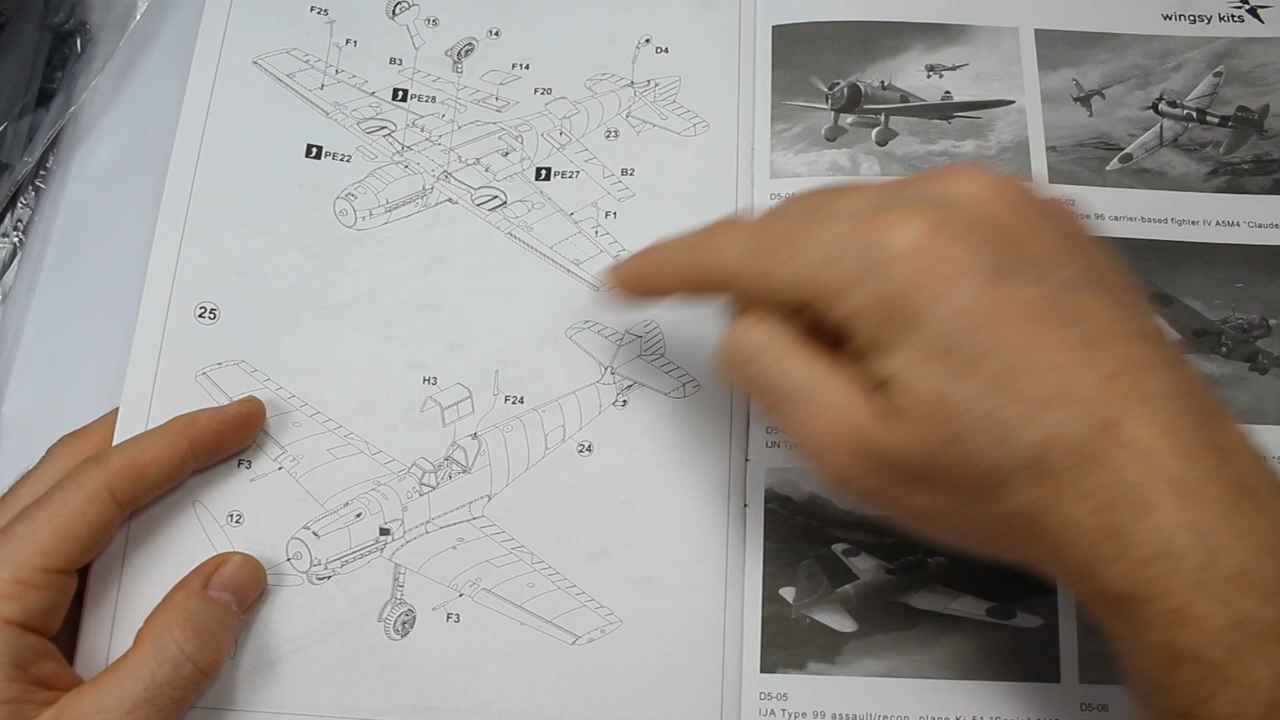 F25
F1
15
14
D4
B3
F14
PE28
F20
23
PE22
PE27
B2
F1
25
H3
F24
24
F3
12
F3
wingsy kits
Type 96 carrier-based fighter IV A5M4 "Claude
IJN
D5-05
D5-06
IJA Type 99 assault/recon. plane Ki-51